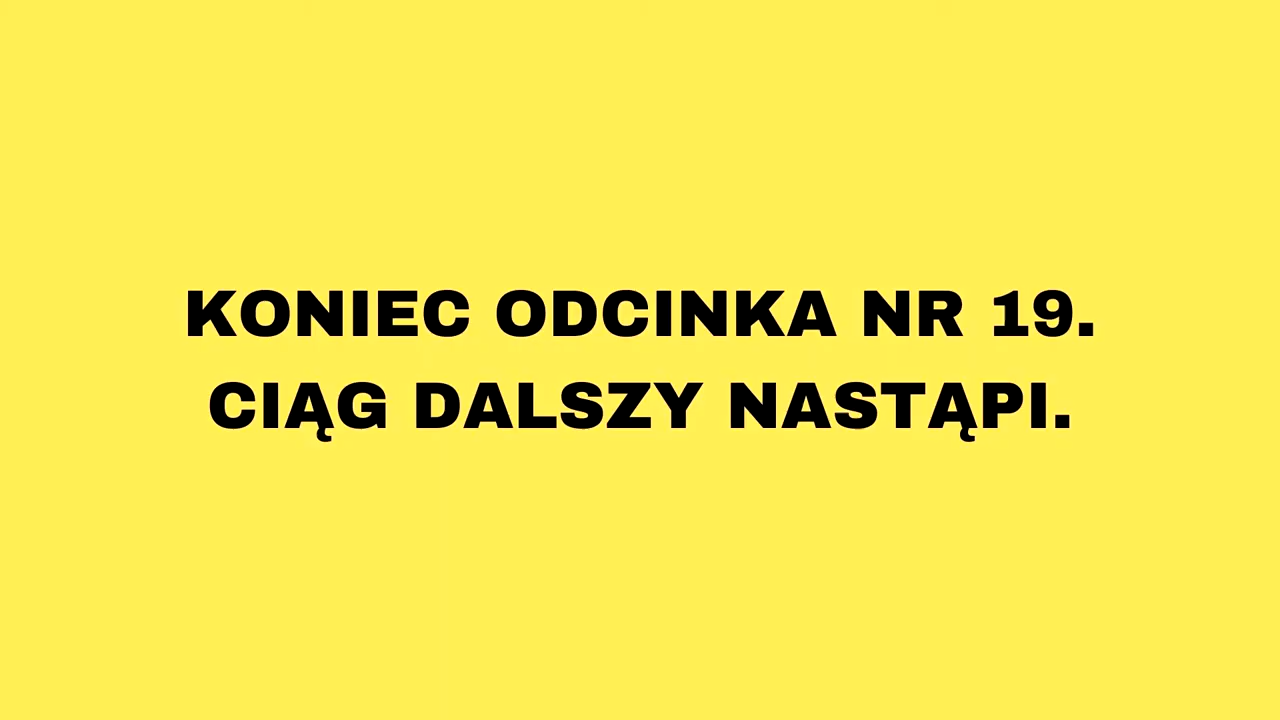 KONIEC ODCINKA NR 19.
CIĄG DALSZY NASTĄPI.